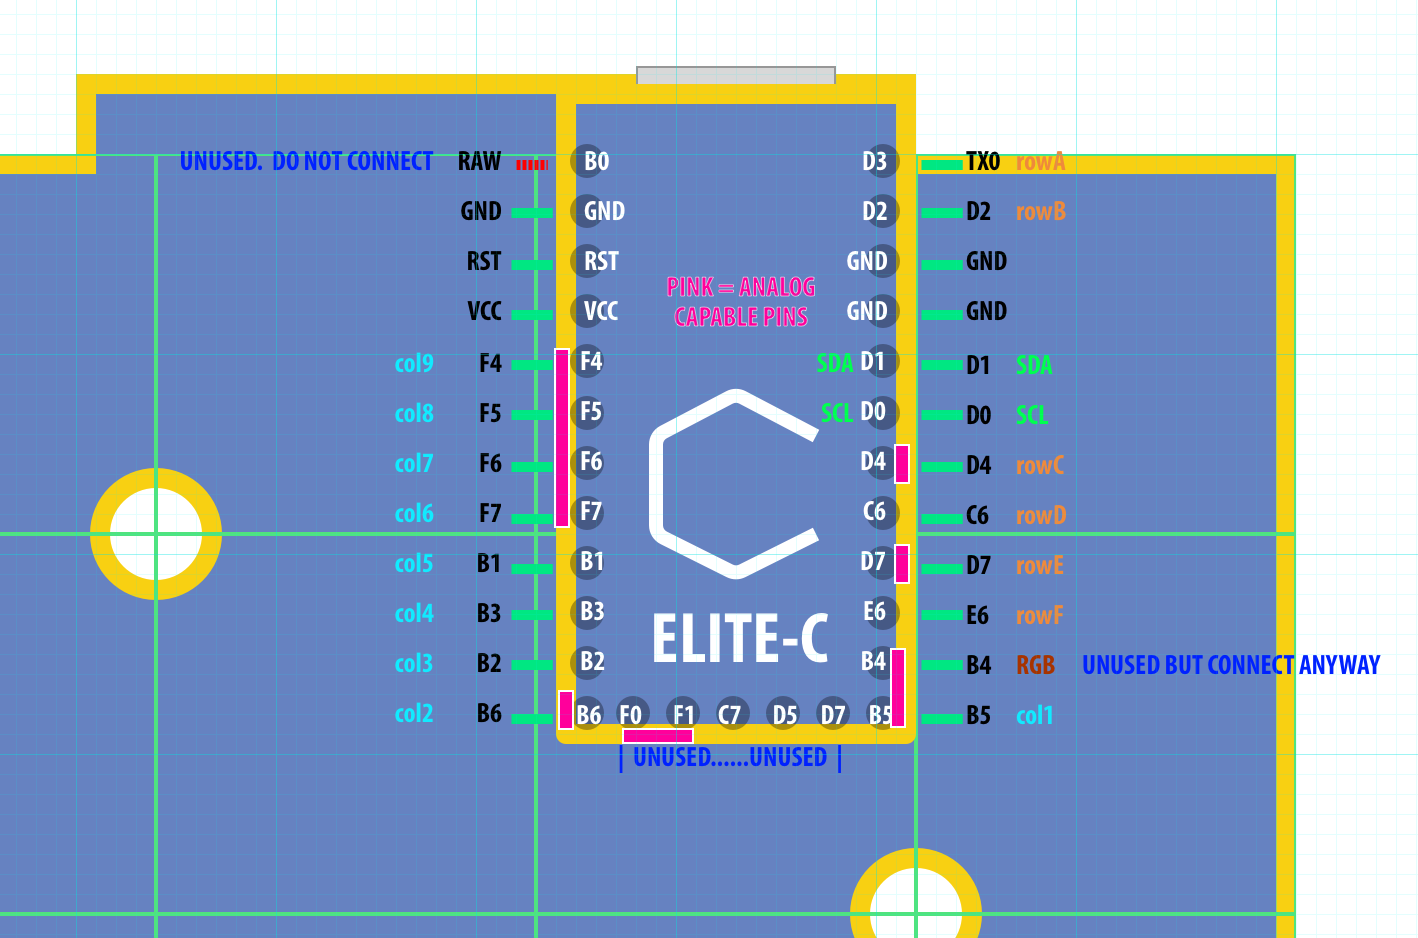 UNUSED. DO NOT CONNECT RAW B0 D3 TX0 rowA
GND GND D2 D2 rowB
RST RST GND GND
PINK = ANALOG
CAPABLE PINS
VCC VCC GND GND
col9 F4 F4 SDA D1 D1 SDA
col8 F5 F5 SCL D0 D0 SCL
col7 F6 F6 D4 D4 rowC
col6 F7 F7 C6 C6 rowD
col5 B1 B1 D7 D7 rowE
col4 B3 B3 E6 E6 rowF
ELITE-C
col3 B2 B2 B4 B4 RGB UNUSED BUT CONNECT ANYWAY
col2 B6 B6 F0 F1 C7 D5 D7 B5 B5 col1
| UNUSED......UNUSED |